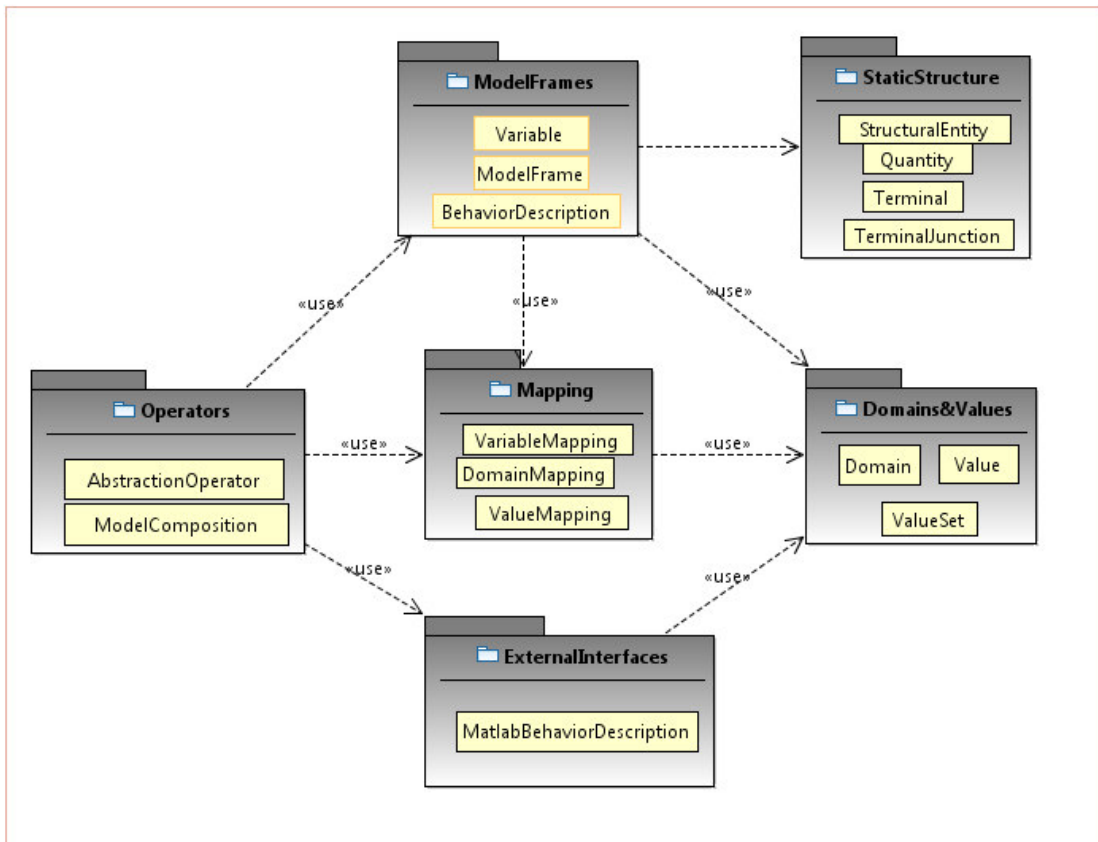 ModelFrames
Variable
ModelFrame
BehaviorDescription
StaticStructure
StructuralEntity
Quantity
Terminal
TerminalJunction
«use»
«use»
«use»
Operators
AbstractionOperator
ModelComposition
«use»
Mapping
VariableMapping
DomainMapping
ValueMapping
«use»
Domains&Values
Domain
Value
ValueSet
«use»
«use»
ExternalInterfaces
MatlabBehaviorDescription